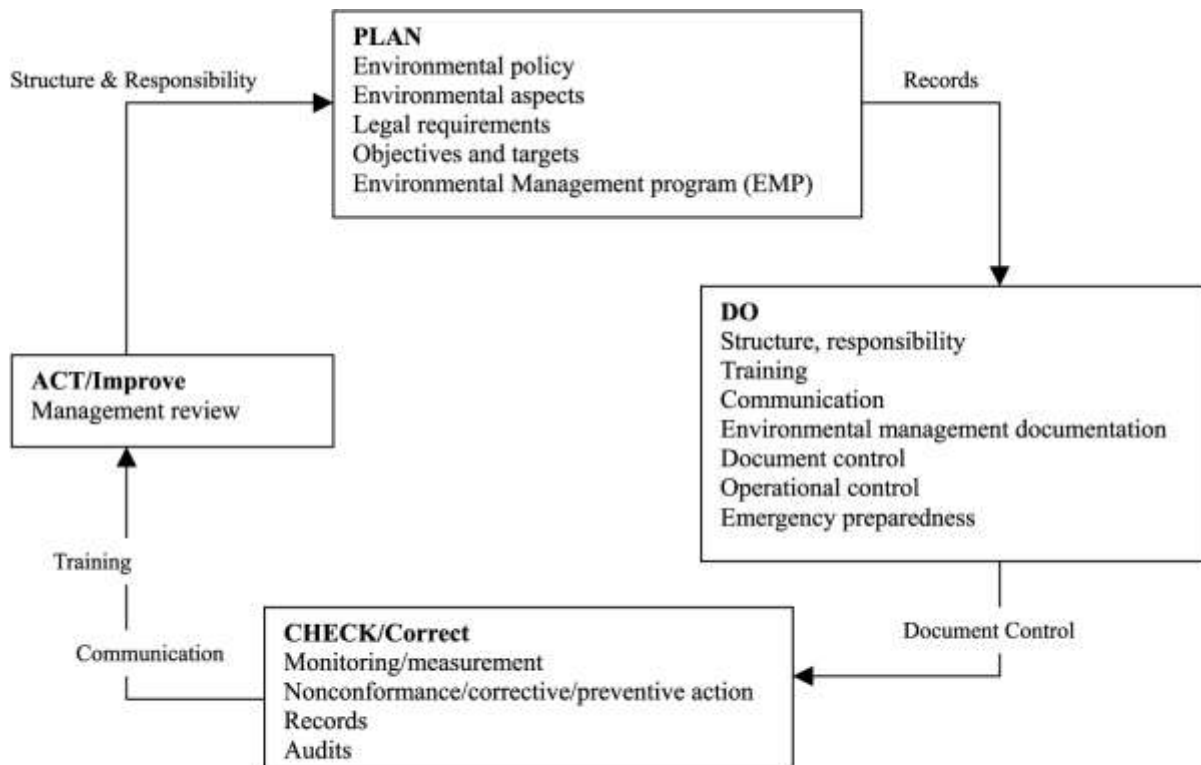 PLAN
Environmental policy
Environmental aspects
Legal requirements
Objectives and targets
Environmental Management program (EMP)
Structure & Responsibility
Records
DO
Structure, responsibility
Training
Communication
Environmental management documentation
Document control
Operational control
Emergency preparedness
ACT/Improve
Management review
Training
Communication
Document Control
CHECK/Correct
Monitoring/measurement
Nonconformance/corrective/preventive action
Records
Audits